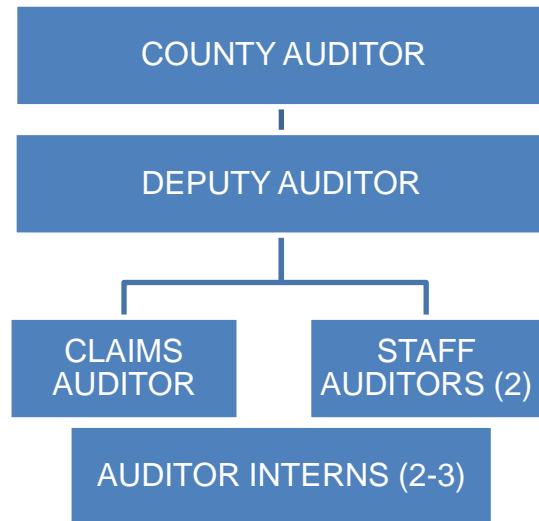 COUNTY AUDITOR
DEPUTY AUDITOR
CLAIMS
AUDITOR
STAFF
AUDITORS (2)
AUDITOR INTERNS (2-3)